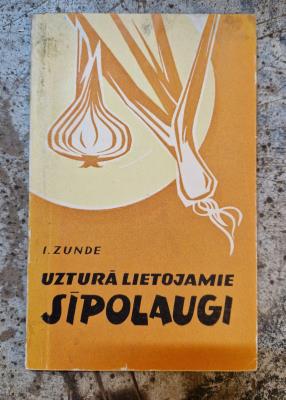 I. ZUNDE
UZTURĀ LIETOJAMIE
SĪPOLAUGI